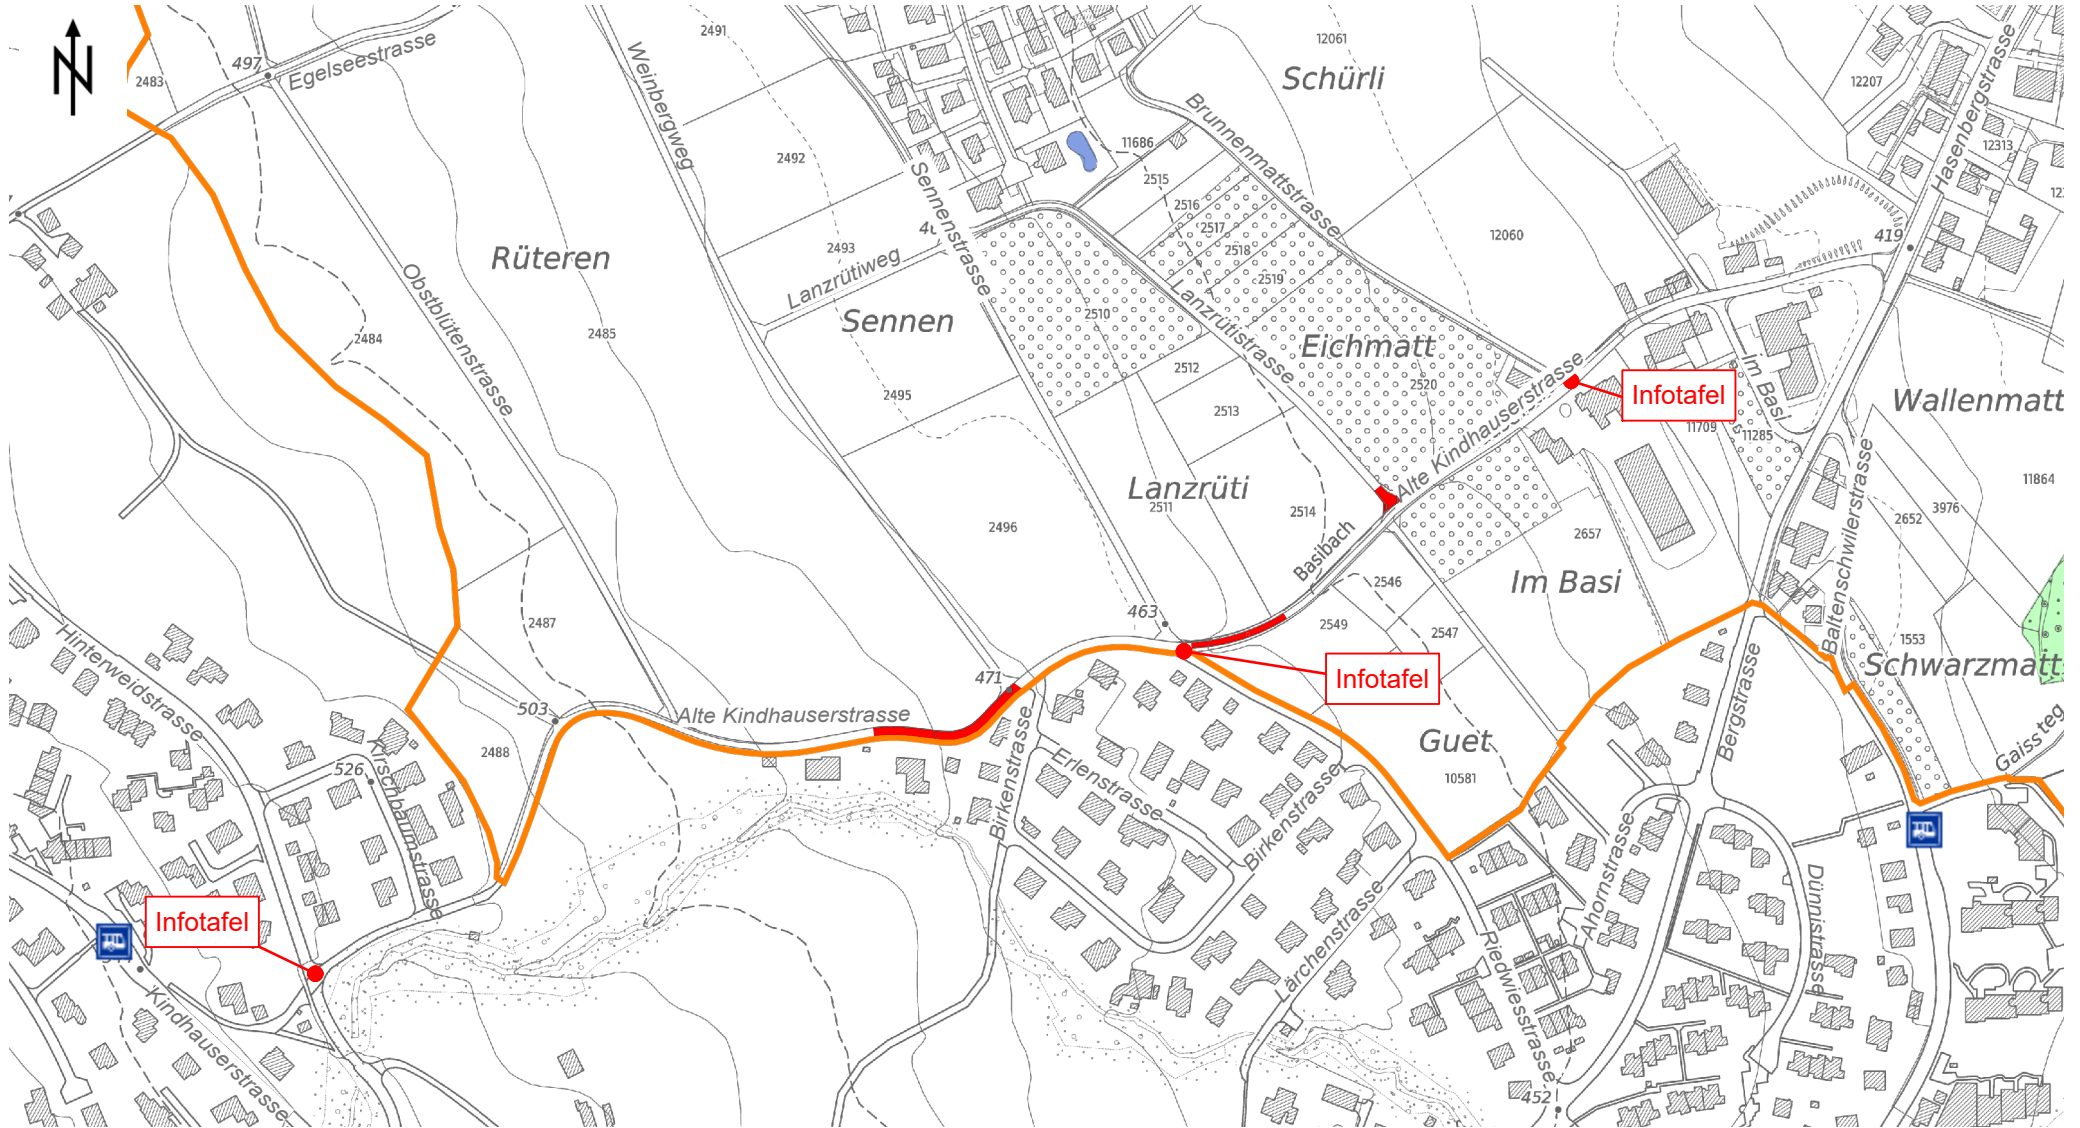 N
2483
497
Egelseestrasse
Weinbergweg
2491
12061
Schürli
12207
Hasenbergstrasse
12313
2492
11686
Brunnenmattstrasse
2515
2516
2517
2518
2519
Sennenstrasse
2493
Lanzrütiweg
Rüteren
Obstblütenstrasse
2484
2485
Sennen
2510
Lanzrütistrasse
Eichmatt
2520
12060
419
Infotafel
Im Basi
11709
11285
Wallenmatt
2495
2512
2513
Alte Kindhauserstrasse
Lanzrüti
2511
2514
Basibach
2496
2657
Im Basi
11864
3976
2652
Baltenschwilerstrasse
2546
2547
2549
463
2487
1553
Schwarzmatt
Hinterweidstrasse
471
Infotafel
503
Alte Kindhauserstrasse
2488
Guet
10581
Bergstrasse
Gaissteg
526
Kirschbaumstrasse
Birkenstrasse
Erlenstrasse
Birkenstrasse
Ahornstrasse
Dünnistrasse
Lärchenstrasse
Riedwiesstrasse
Infotafel
Kindhauserstrasse
452